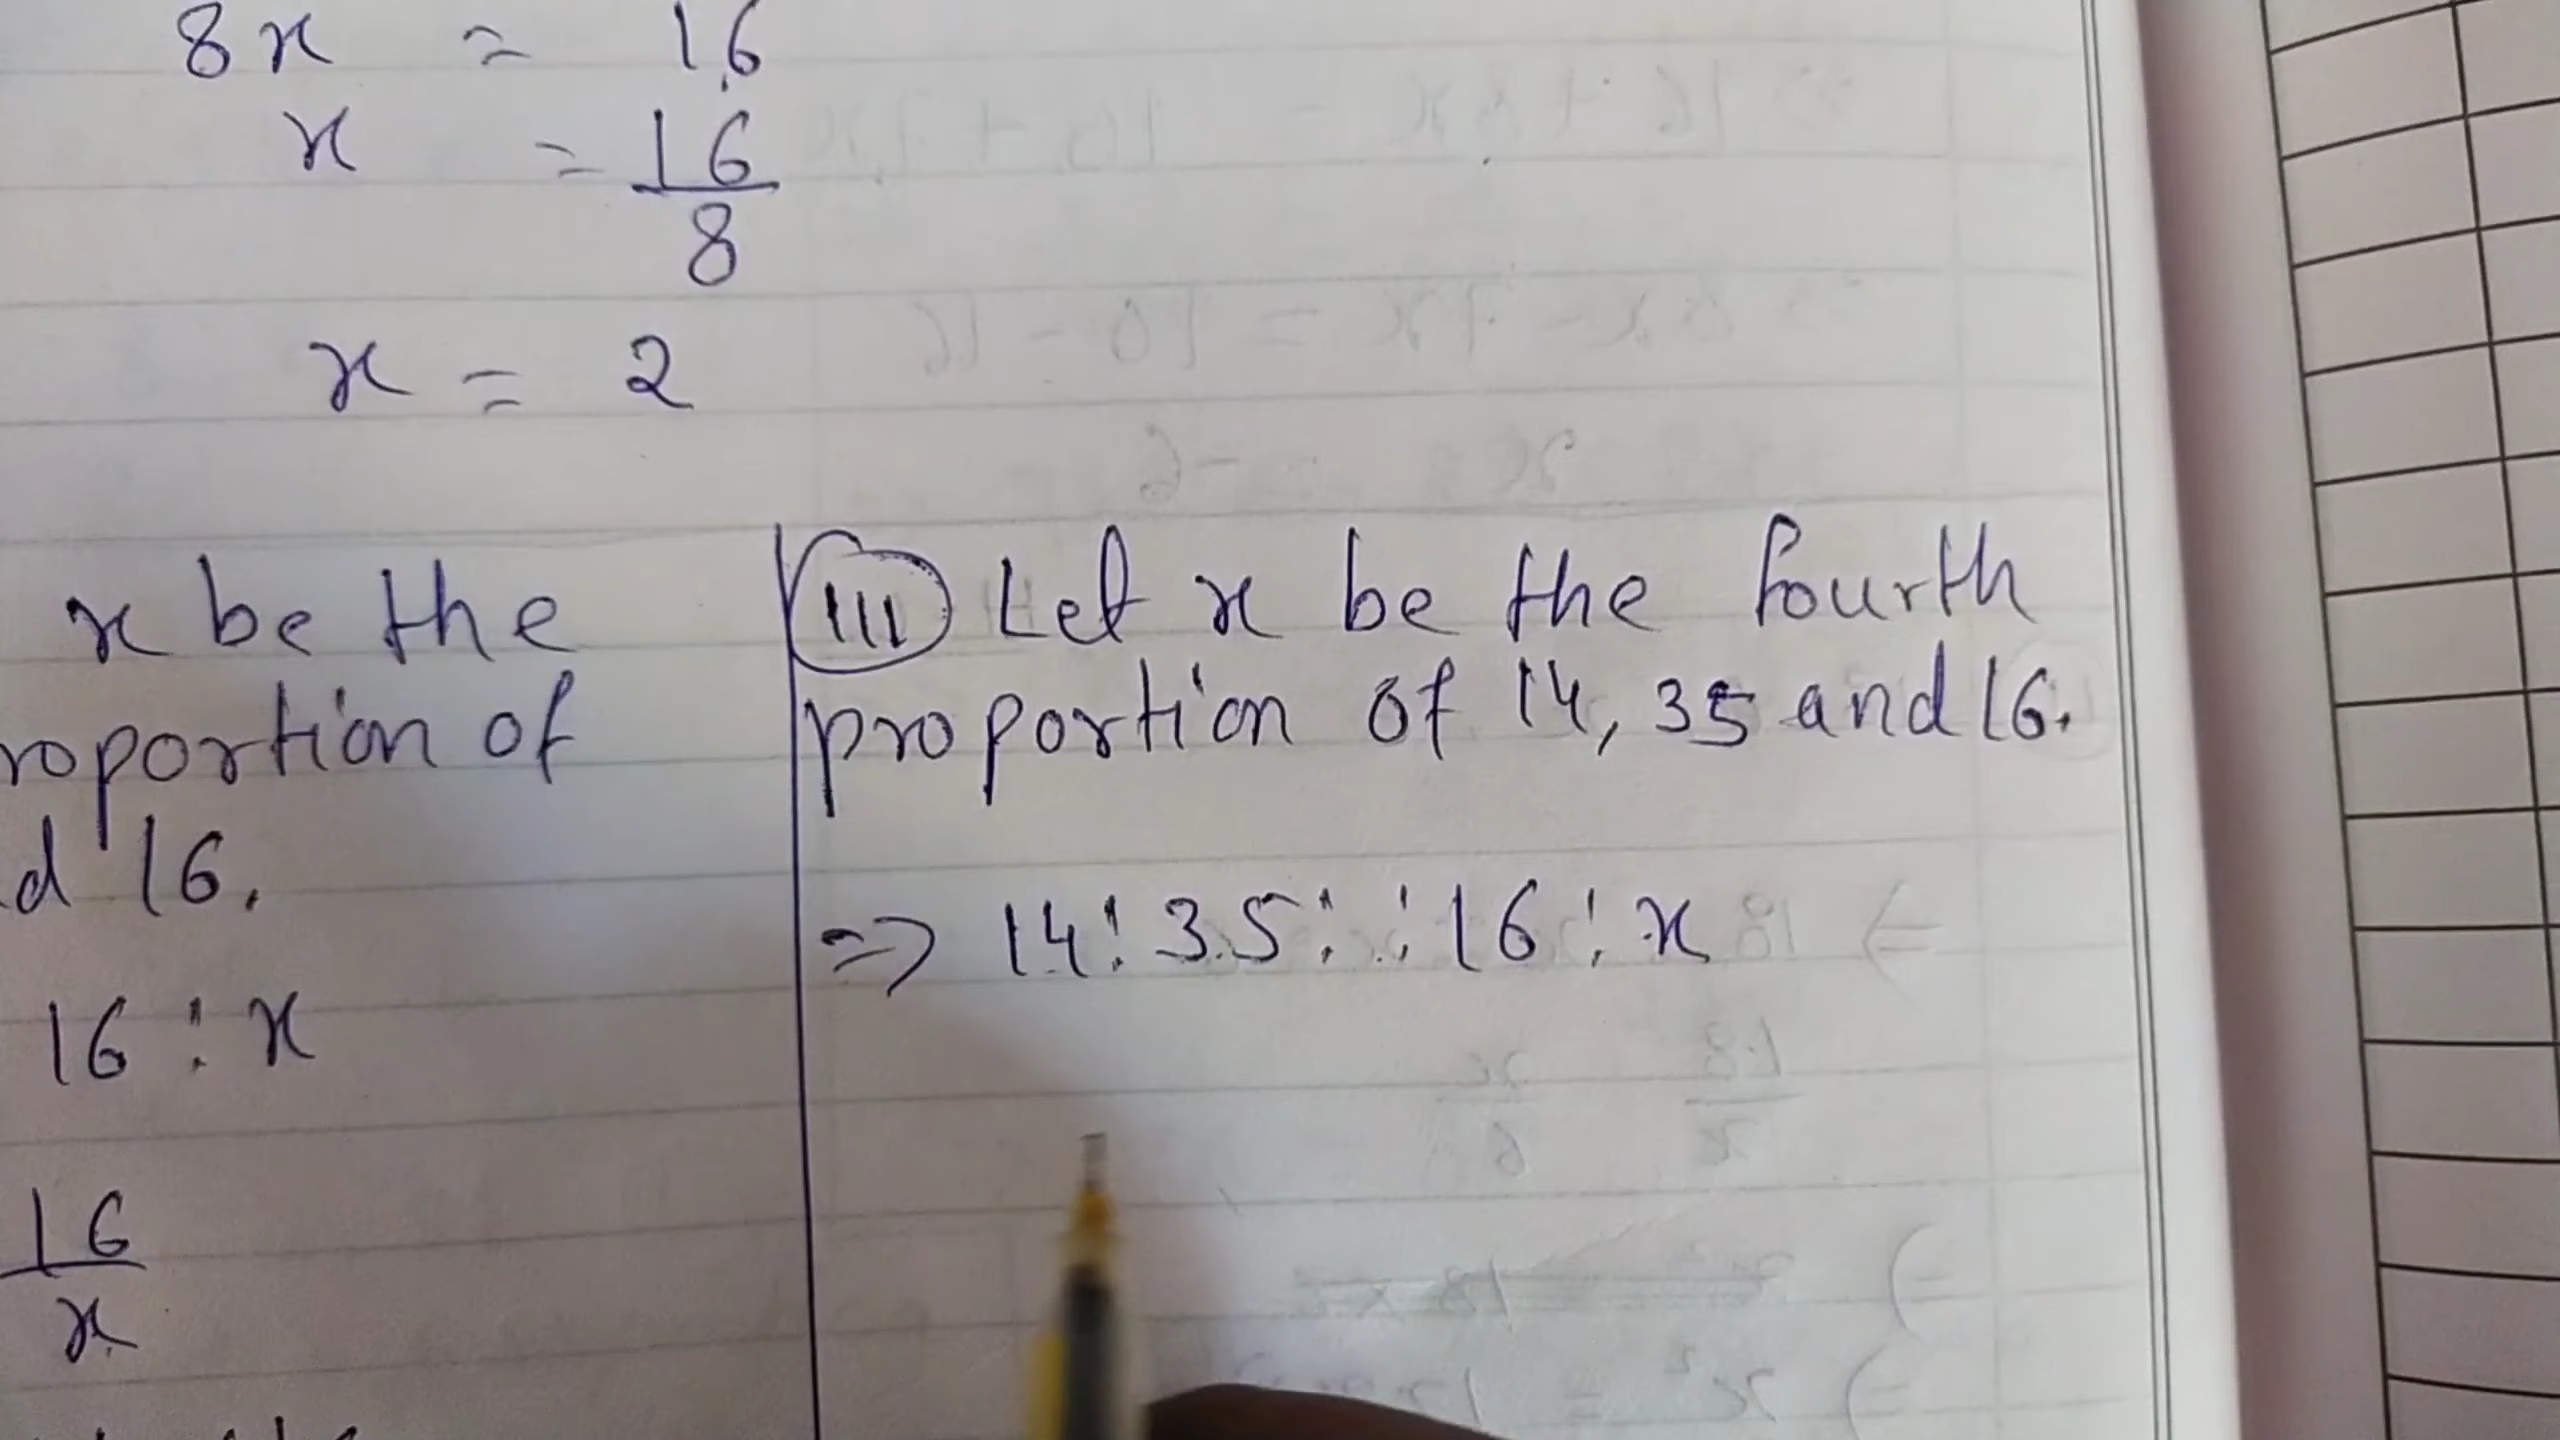 8x = 16
x = 16
8
x = 2
x be the
roportion of
d 16.
16 : x
16
x
(III) Let x be the fourth
proportion of 14, 35 and 16.
=> 14 : 35 : : 16 : x